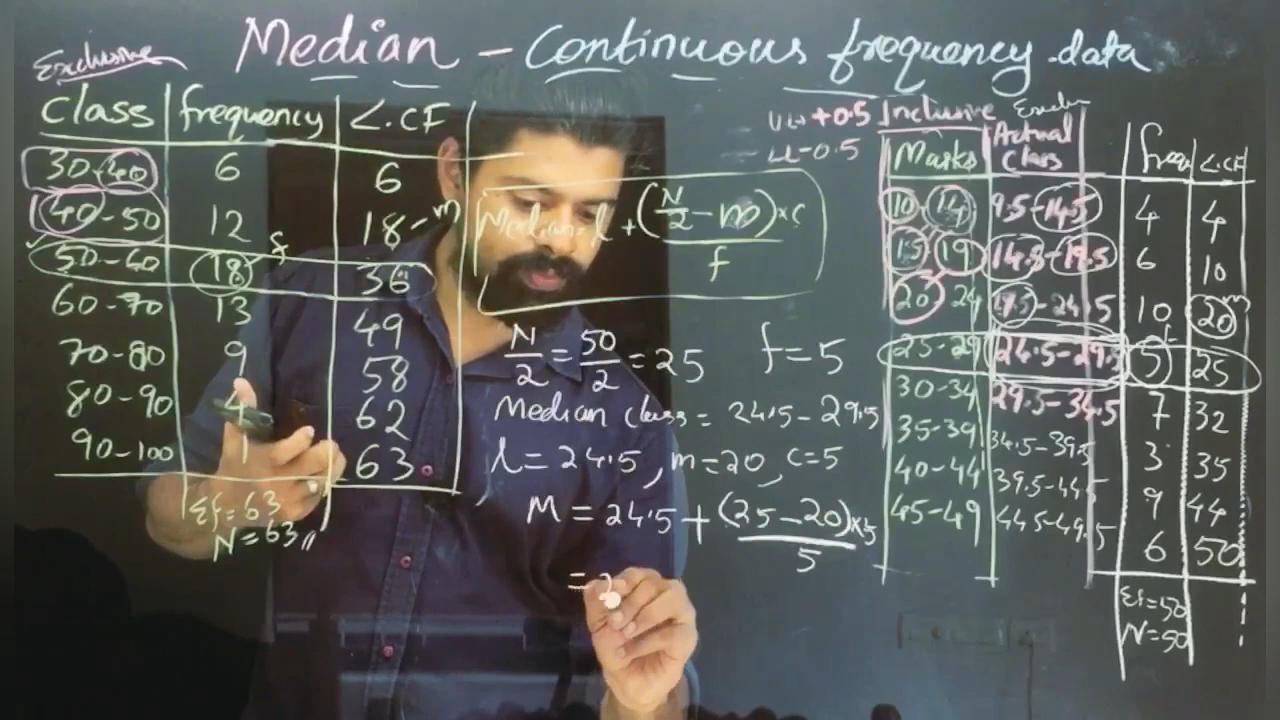 Median - Continuous frequency data
Exclusive
Class frequency <.CF
30-40 6 6
40-50 12 18 - m
50-60 18 f 36
60-70 13 49
70-80 9 58
80-90 4 62
90-100 1 63
Σf=63
N=63
Median = l + (N/2 - m) × c / f
N/2 = 50/2 = 25 f=5
Median class = 24.5-29.5
l=24.5, m=20, c=5
M = 24.5 + (25-20) ×5 / 5
=
UL+0.5
LL-0.5
Inclusive
Marks Actual Class freq <.CF
10-14 9.5-14.5 4 4
15-19 14.5-19.5 6 10
20-24 19.5-24.5 10 20 m
25-29 24.5-29.5 5 f 25
30-34 29.5-34.5 7 32
35-39 34.5-39.5 3 35
40-44 39.5-44.5 9 44
45-49 44.5-49.5 6 50
Σf=50
N=50